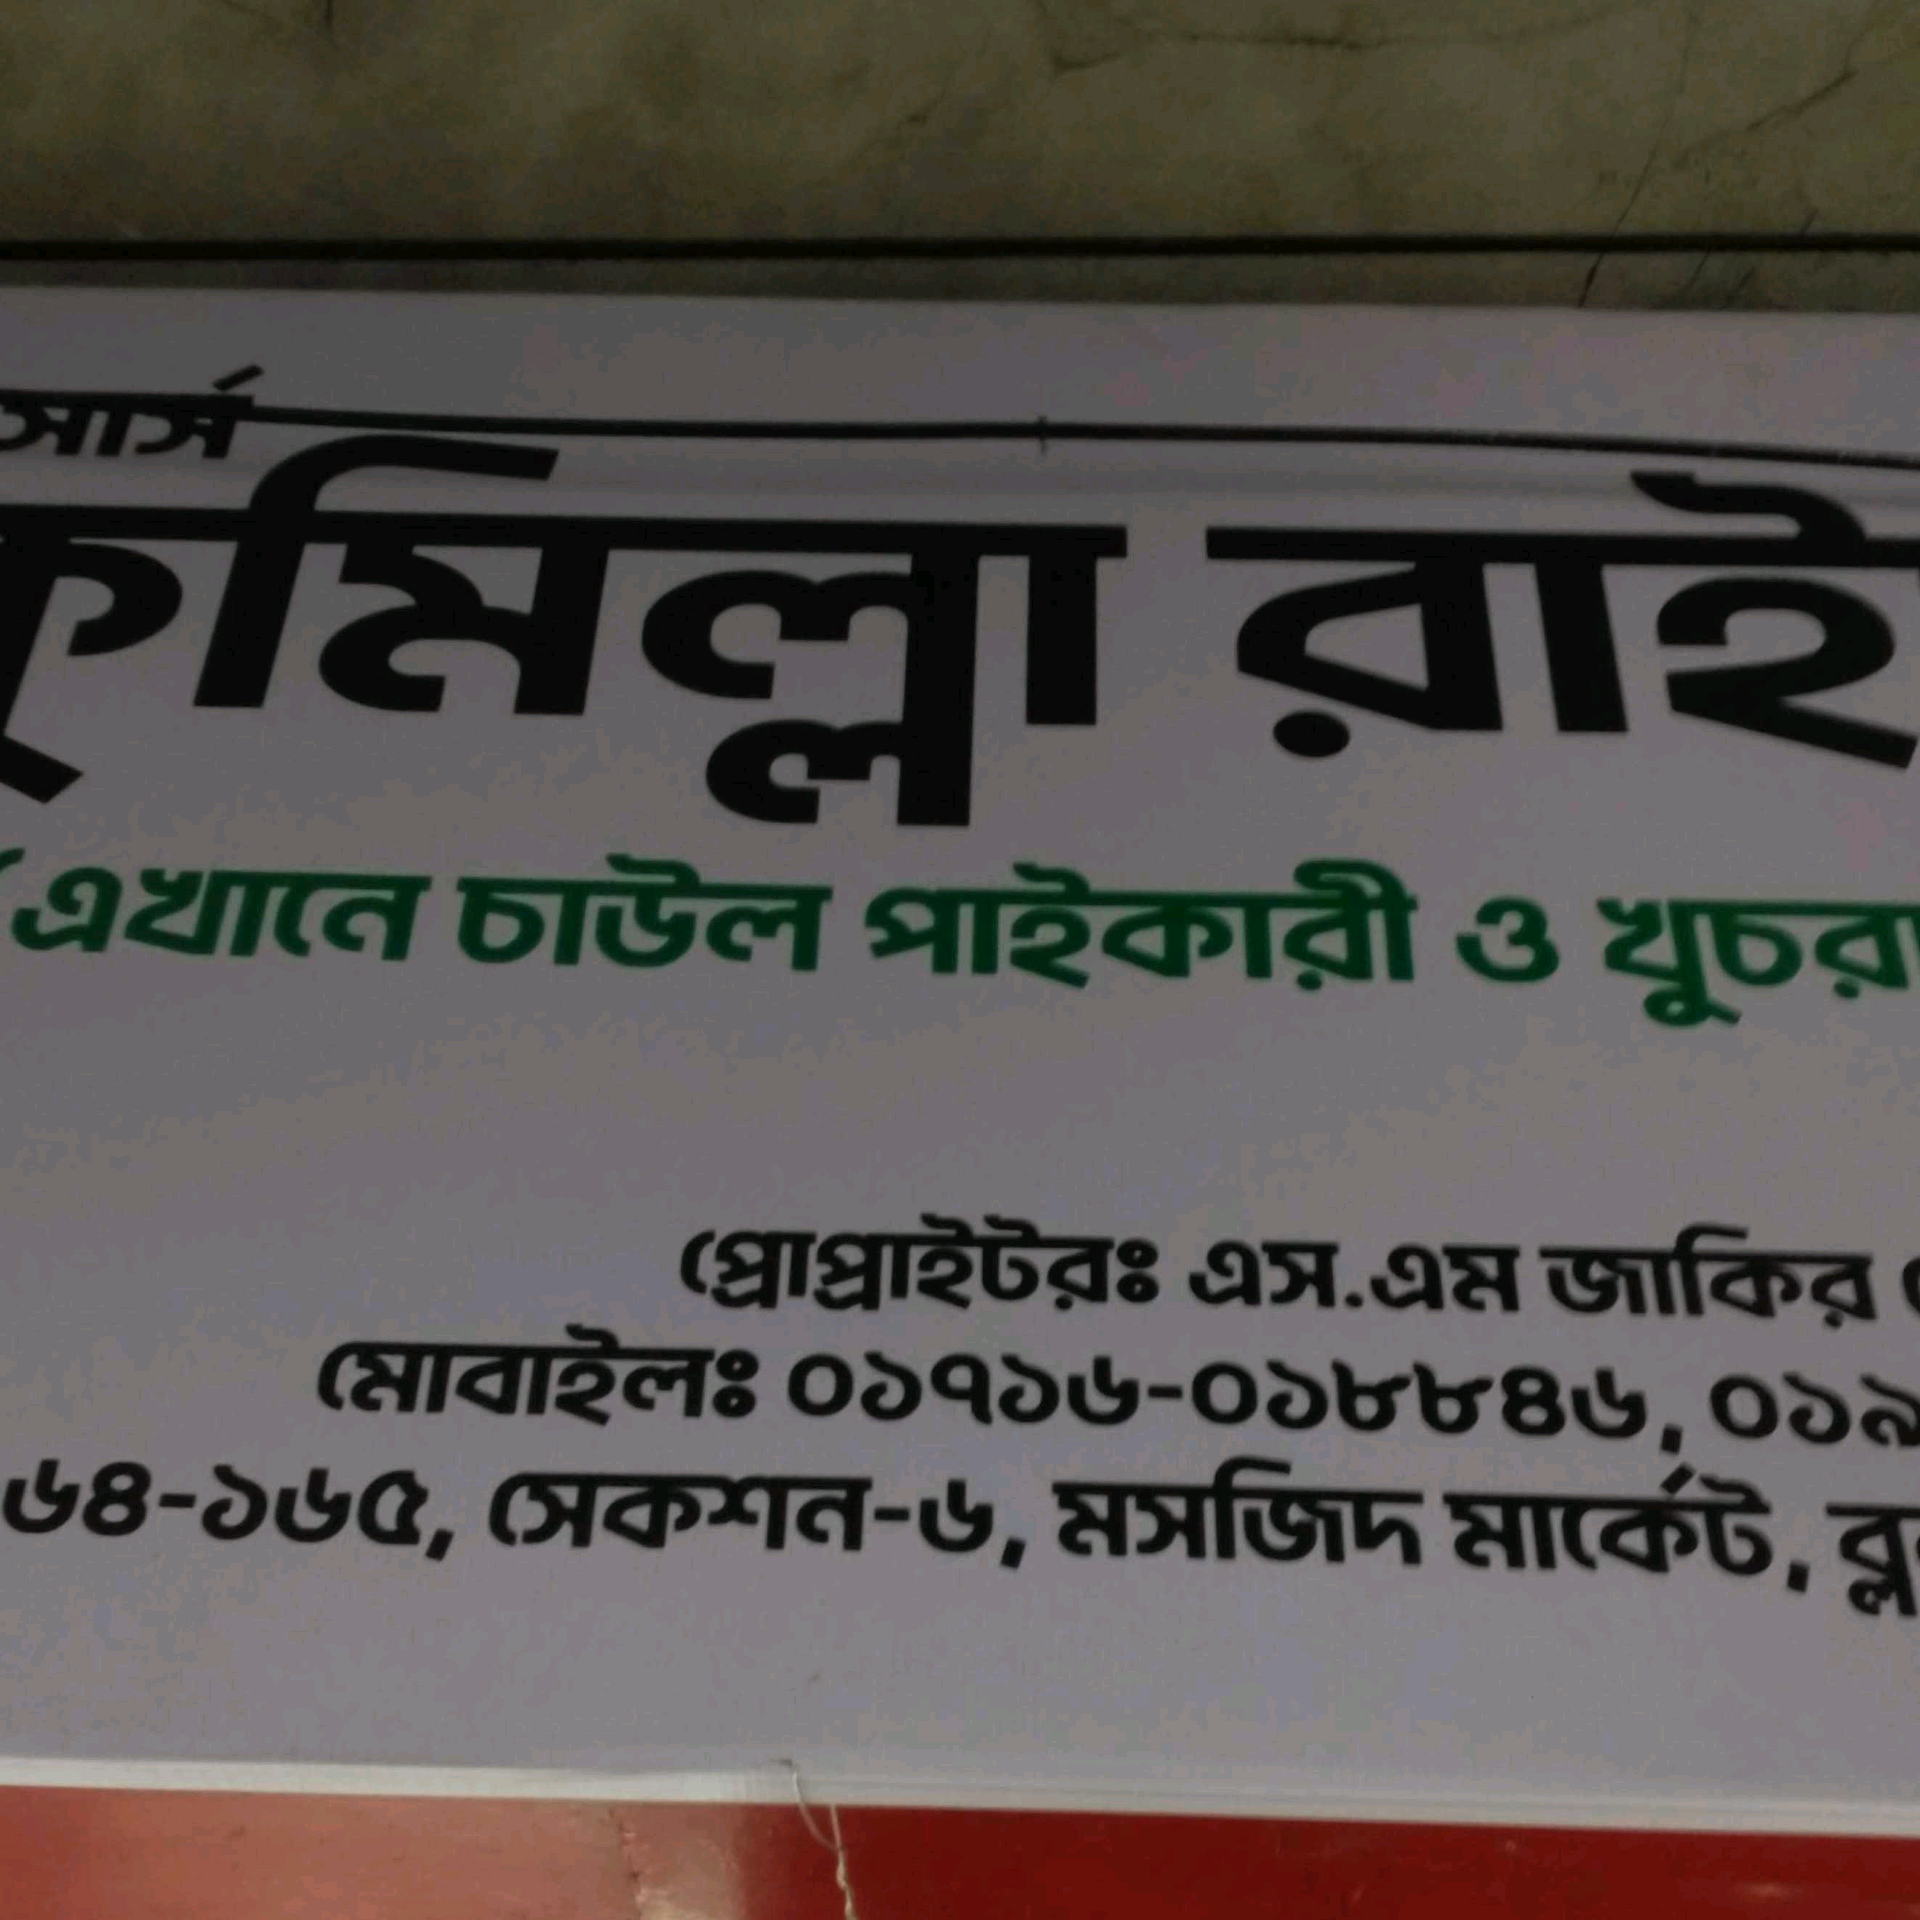 সার্স
কুমিল্লা রাই
এখানে চাউল পাইকারী ও খুচরা
প্রোপ্রাইটরঃ এস.এম জাকির
মোবাইলঃ ০১৭১৬-০১৮৮৪৬, ০১৯
৬৪-১৬৫, সেকশন-৬, মসজিদ মার্কেট,